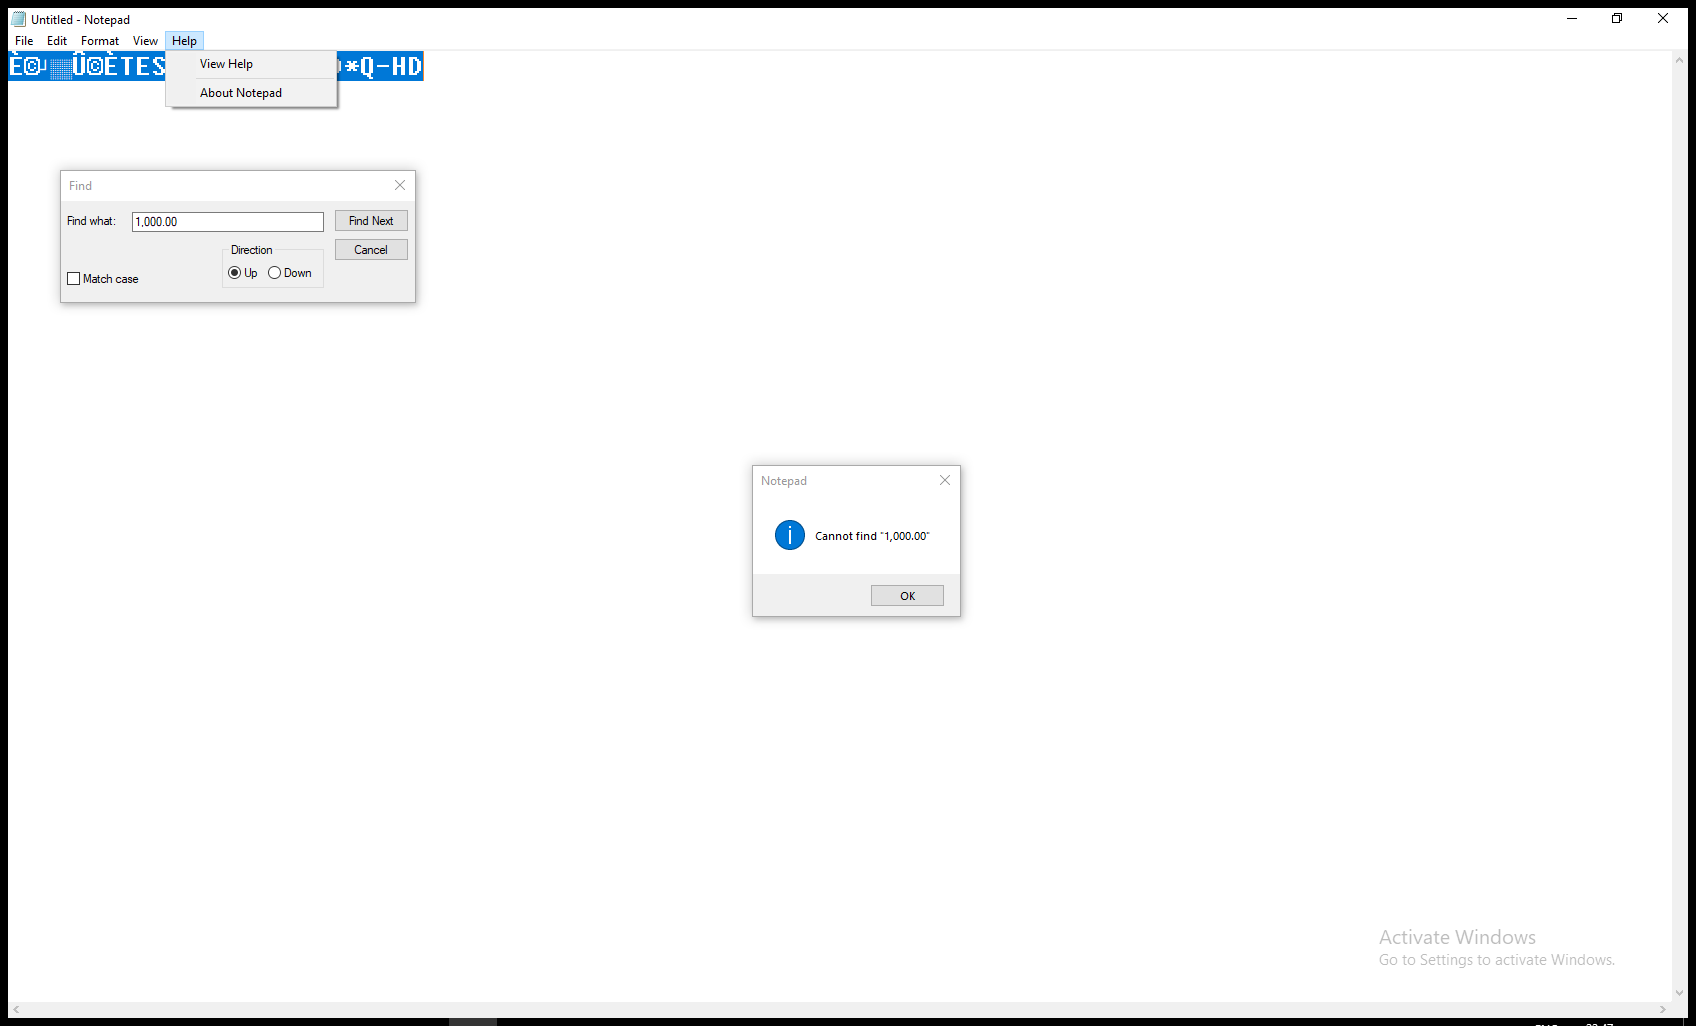 Untitled - Notepad
File Edit Format View Help
È©┘▒Û©ÈTES
*Q-HD
View Help
About Notepad
Find
Find what: 1,000.00 Find Next
Direction Cancel
Up Down
Match case
Notepad
Cannot find "1,000.00"
OK
Activate Windows
Go to Settings to activate Windows.